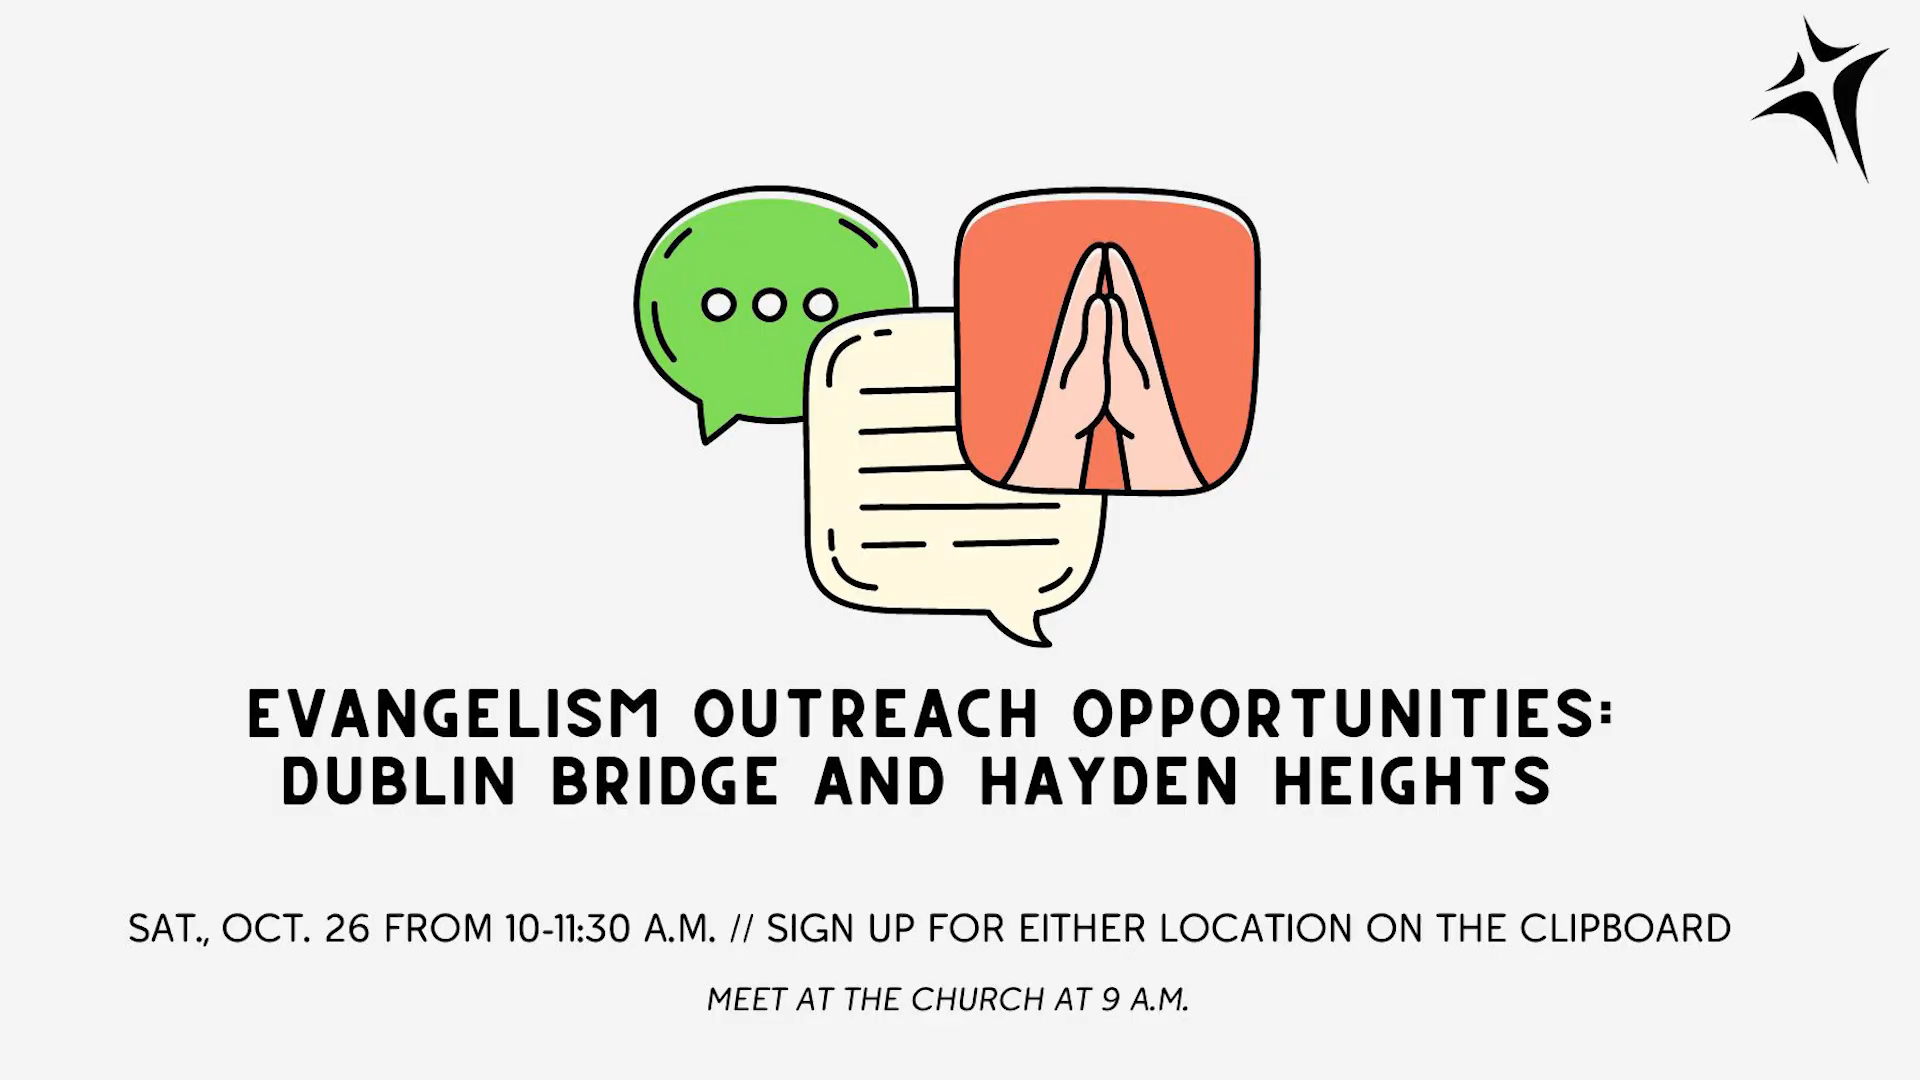 EVANGELISM OUTREACH OPPORTUNITIES:
DUBLIN BRIDGE AND HAYDEN HEIGHTS
SAT., OCT. 26 FROM 10-11:30 A.M. // SIGN UP FOR EITHER LOCATION ON THE CLIPBOARD
MEET AT THE CHURCH AT 9 A.M.